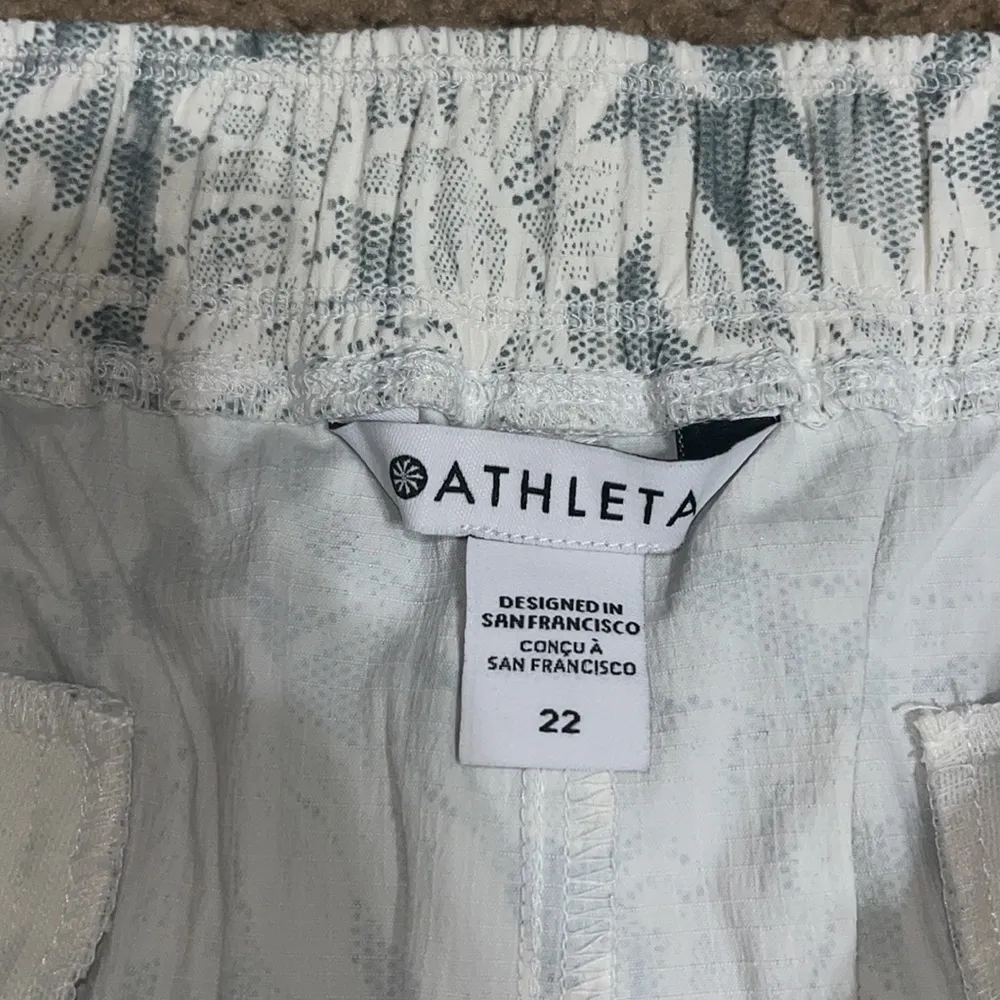 ATHLETA
DESIGNED IN
SAN FRANCISCO
CONÇU À
SAN FRANCISCO
22